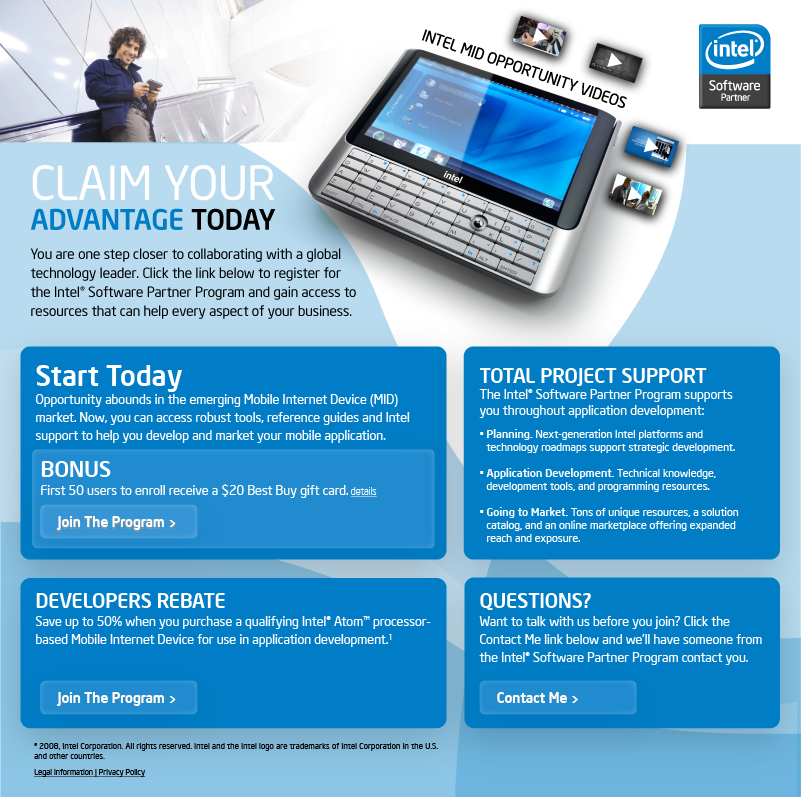 INTEL MID OPPORTUNITY VIDEOS
intel
Software
Partner
intel
CLAIM YOUR
ADVANTAGE TODAY
You are one step closer to collaborating with a global
technology leader. Click the link below to register for
the Intel® Software Partner Program and gain access to
resources that can help every aspect of your business.
Start Today
Opportunity abounds in the emerging Mobile Internet Device (MID)
market. Now, you can access robust tools, reference guides and Intel
support to help you develop and market your mobile application.
BONUS
First 50 users to enroll receive a $20 Best Buy gift card. details
Join The Program >
TOTAL PROJECT SUPPORT
The Intel® Software Partner Program supports
you throughout application development:
• Planning. Next-generation Intel platforms and
technology roadmaps support strategic development.
• Application Development. Technical knowledge,
development tools, and programming resources.
• Going to Market. Tons of unique resources, a solution
catalog, and an online marketplace offering expanded
reach and exposure.
DEVELOPERS REBATE
Save up to 50% when you purchase a qualifying Intel® Atom™ processor-
based Mobile Internet Device for use in application development.¹
Join The Program >
QUESTIONS?
Want to talk with us before you join? Click the
Contact Me link below and we'll have someone from
the Intel® Software Partner Program contact you.
Contact Me >
© 2008, Intel Corporation. All rights reserved. Intel and the Intel logo are trademarks of Intel Corporation in the U.S.
and other countries.
Legal Information | Privacy Policy